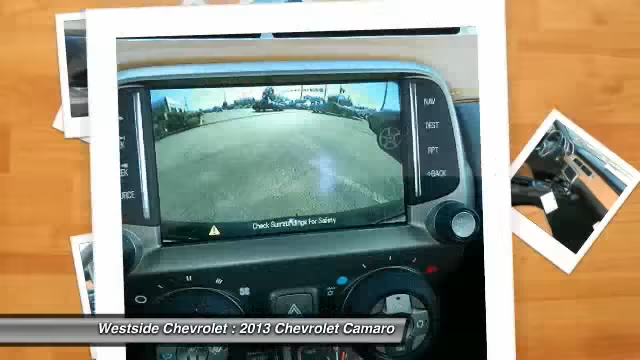 NAV
DEST
RPT
BACK
Check Surroundings For Safety
Westside Chevrolet : 2013 Chevrolet Camaro